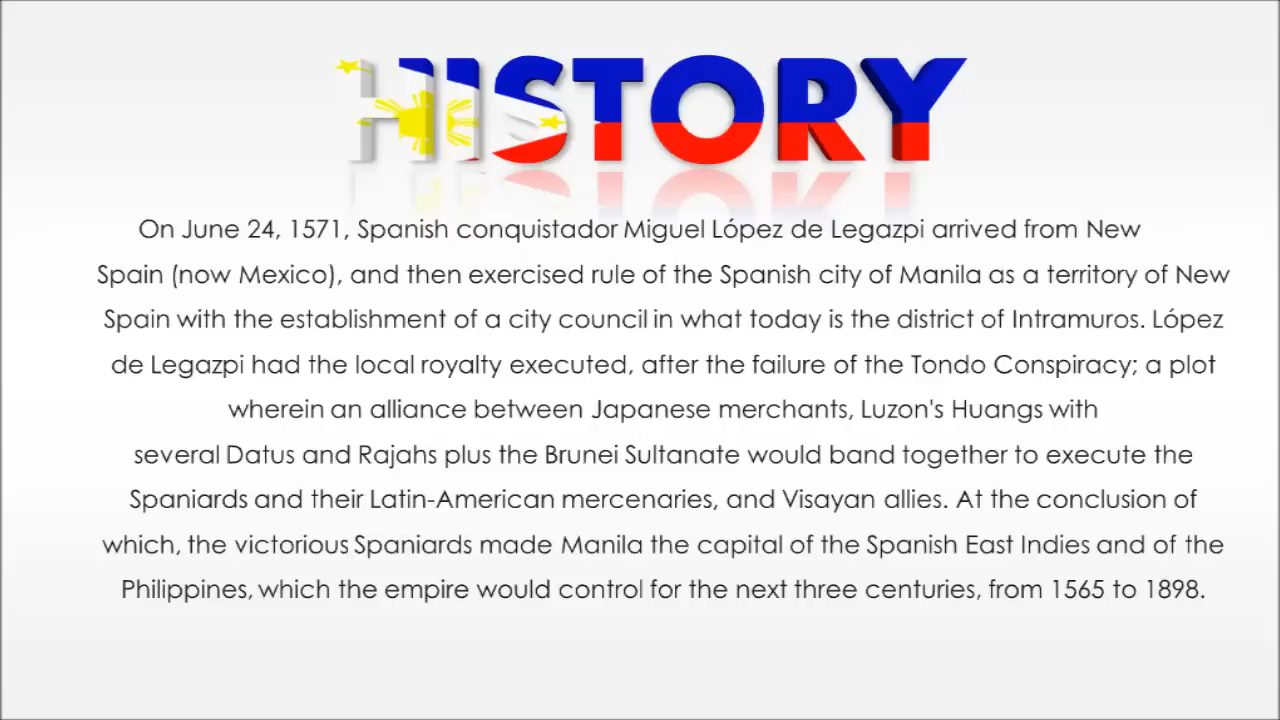 HISTORY
On June 24, 1571, Spanish conquistador Miguel López de Legazpi arrived from New
Spain (now Mexico), and then exercised rule of the Spanish city of Manila as a territory of New
Spain with the establishment of a city council in what today is the district of Intramuros. López
de Legazpi had the local royalty executed, after the failure of the Tondo Conspiracy; a plot
wherein an alliance between Japanese merchants, Luzon's Huangs with
several Datus and Rajahs plus the Brunei Sultanate would band together to execute the
Spaniards and their Latin-American mercenaries, and Visayan allies. At the conclusion of
which, the victorious Spaniards made Manila the capital of the Spanish East Indies and of the
Philippines, which the empire would control for the next three centuries, from 1565 to 1898.